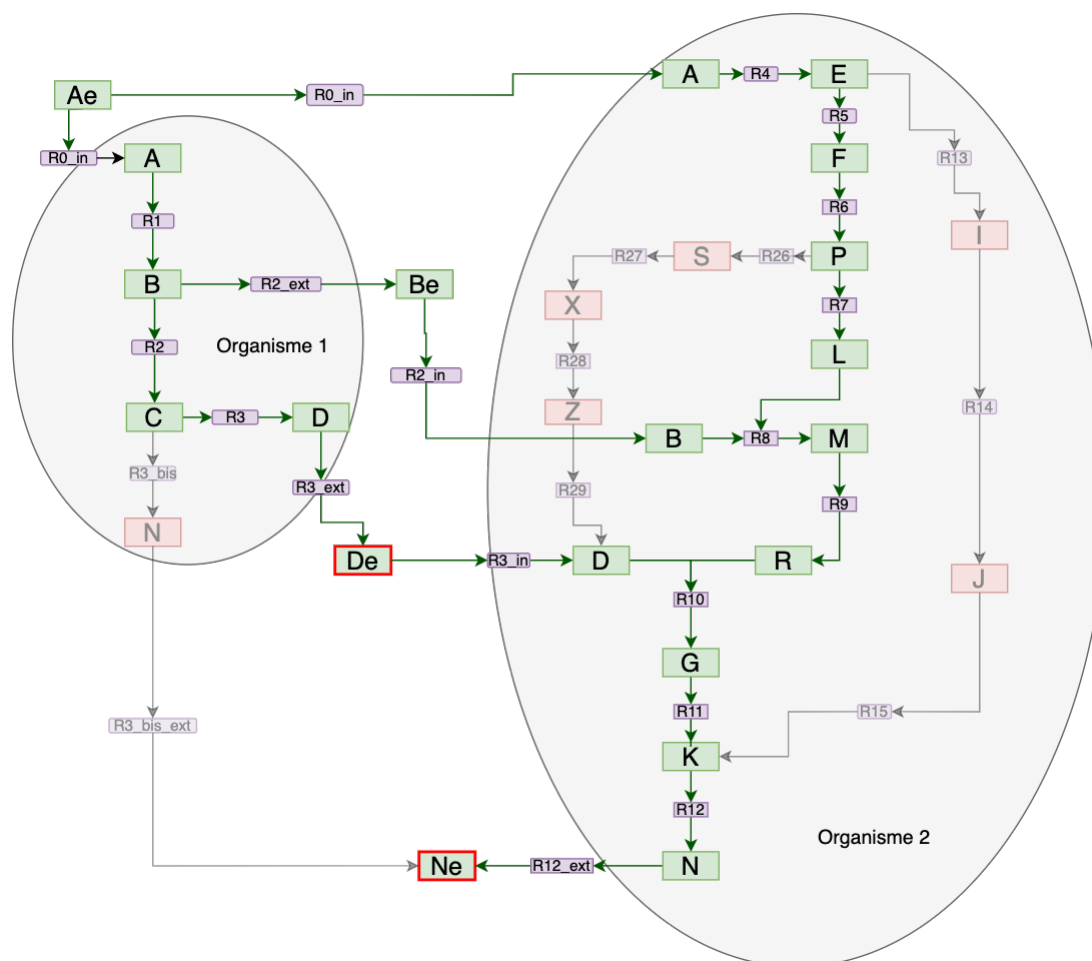 A
R4
E
Ae
R0_in
R5
R0_in
A
F
R13
R1
R6
I
B
R2_ext
Be
R27
S
R26
P
X
R7
R2
Organisme 1
L
R2_in
R28
C
R3
D
Z
R14
B
R8
M
R3_bis
R3_ext
R29
R9
N
De
R3_in
D
R
J
R10
G
R3_bis_ext
R11
R15
K
R12
Organisme 2
Ne
R12_ext
N